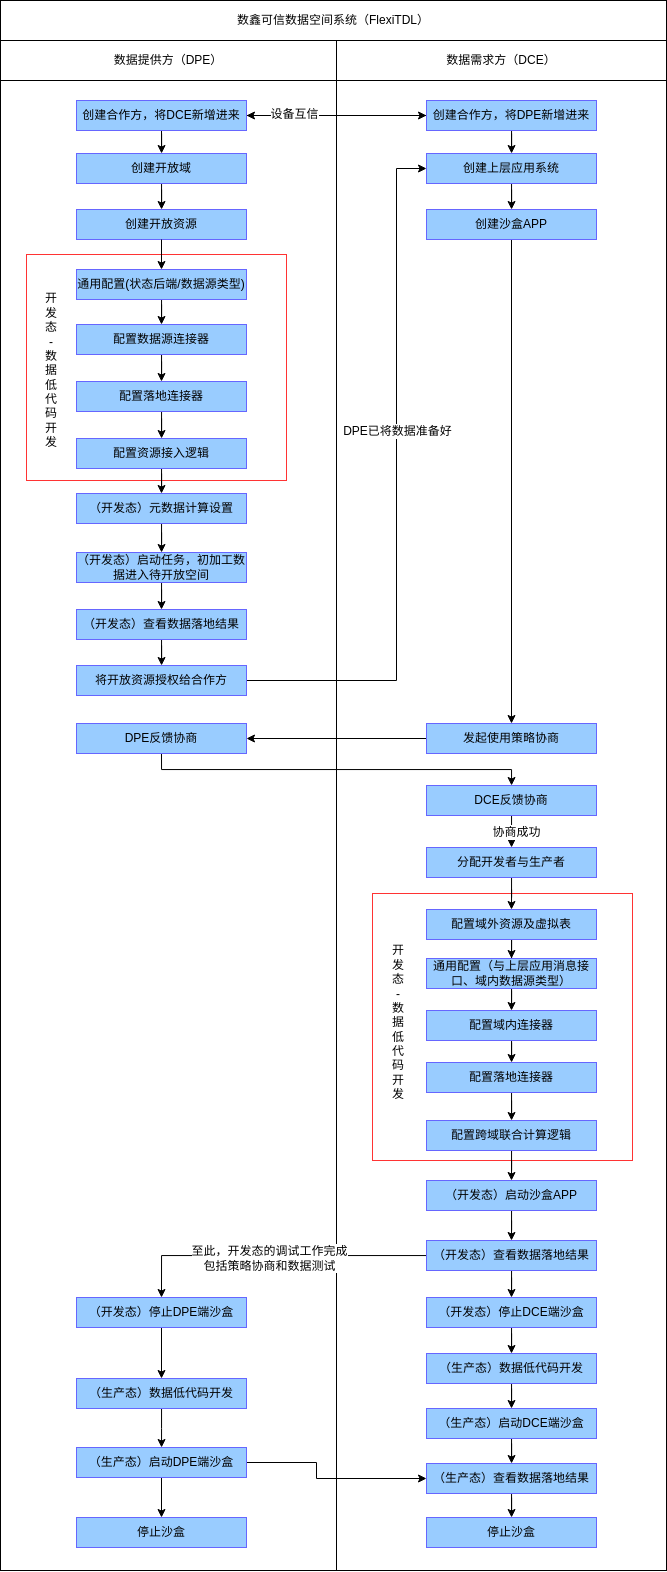 数鑫可信数据空间系统（FlexiTDL）
数据提供方（DPE）
数据需求方（DCE）
创建合作方，将DCE新增进来
设备互信
创建合作方，将DPE新增进来
创建开放域
创建上层应用系统
创建开放资源
创建沙盒APP
开发态-数据低代码开发
通用配置(状态后端/数据源类型)
配置数据源连接器
配置落地连接器
配置资源接入逻辑
DPE已将数据准备好
（开发态）元数据计算设置
（开发态）启动任务，初加工数
据进入待开放空间
（开发态）查看数据落地结果
将开放资源授权给合作方
DPE反馈协商
发起使用策略协商
DCE反馈协商
协商成功
分配开发者与生产者
开发态-数据低代码开发
配置域外资源及虚拟表
通用配置（与上层应用消息接
口、域内数据源类型）
配置域内连接器
配置落地连接器
配置跨域联合计算逻辑
（开发态）启动沙盒APP
至此，开发态的调试工作完成
包括策略协商和数据测试
（开发态）查看数据落地结果
（开发态）停止DPE端沙盒
（开发态）停止DCE端沙盒
（生产态）数据低代码开发
（生产态）数据低代码开发
（生产态）启动DCE端沙盒
（生产态）启动DPE端沙盒
（生产态）查看数据落地结果
停止沙盒
停止沙盒